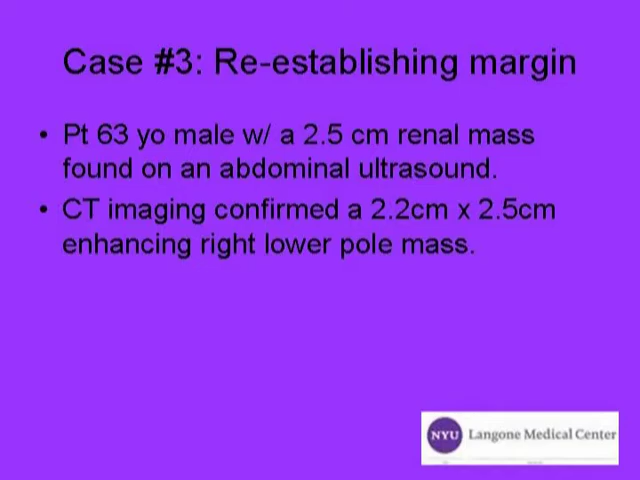 Case #3: Re-establishing margin
• Pt 63 yo male w/ a 2.5 cm renal mass
found on an abdominal ultrasound.
• CT imaging confirmed a 2.2cm x 2.5cm
enhancing right lower pole mass.
NYU Langone Medical Center